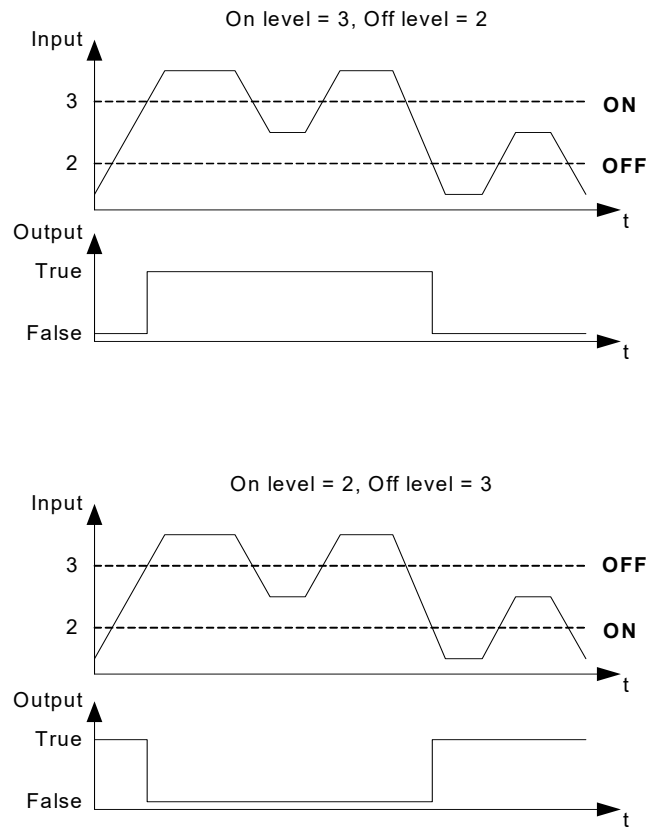 On level = 3, Off level = 2
Input
3
ON
2
OFF
t
Output
True
False
t
On level = 2, Off level = 3
Input
3
OFF
2
ON
t
Output
True
False
t